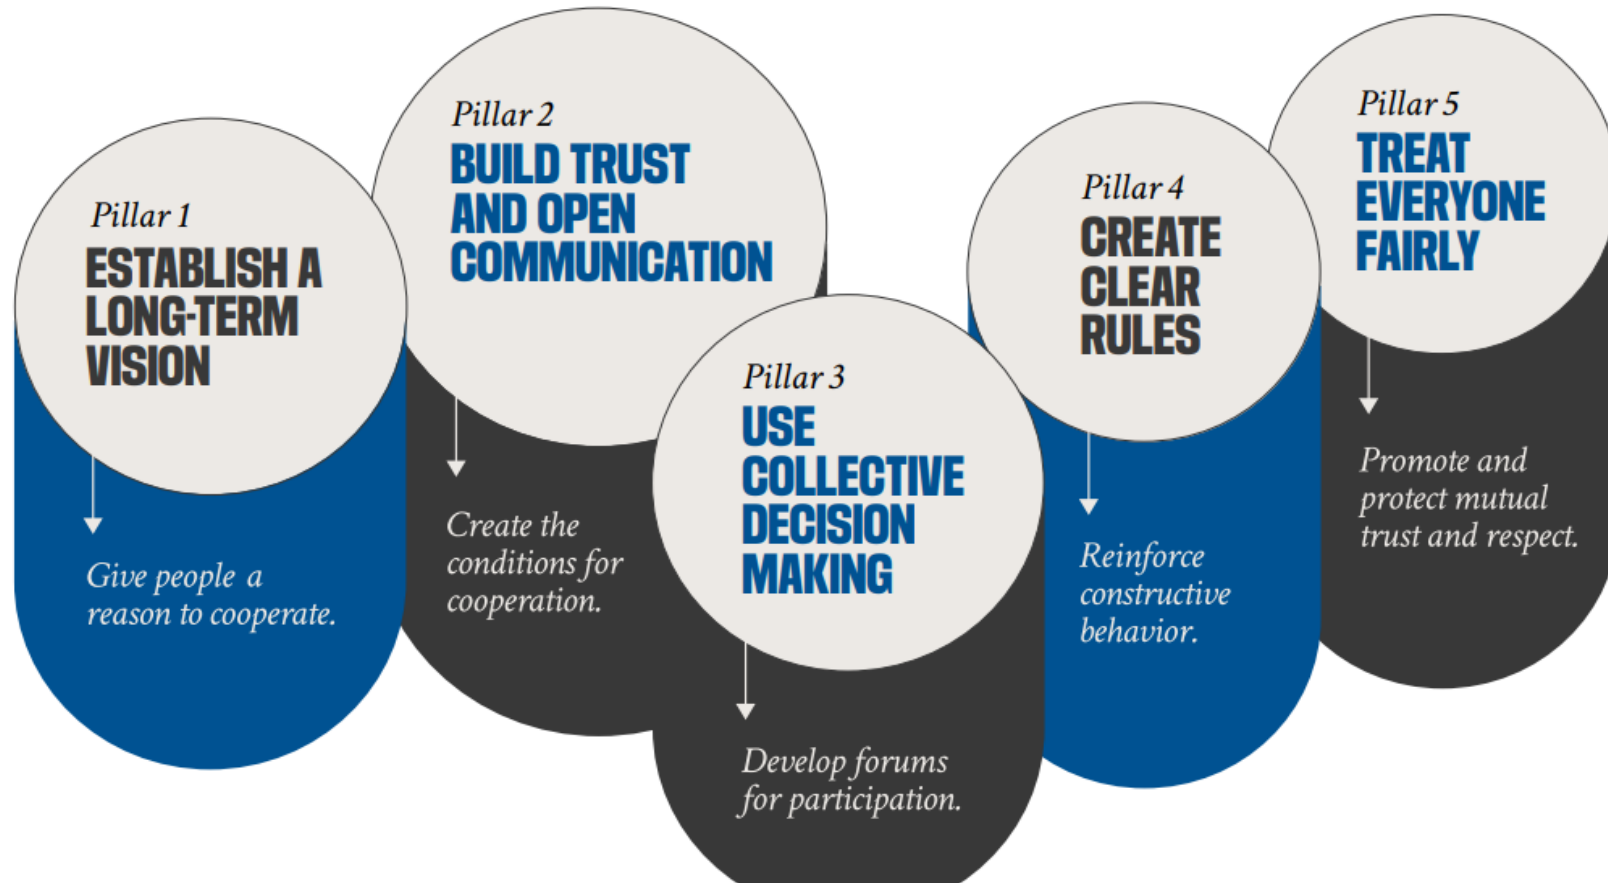 Pillar 1
ESTABLISH A
LONG-TERM
VISION
Give people a
reason to cooperate.
Pillar 2
BUILD TRUST
AND OPEN
COMMUNICATION
Create the
conditions for
cooperation.
Pillar 3
USE
COLLECTIVE
DECISION
MAKING
Develop forums
for participation.
Pillar 4
CREATE
CLEAR
RULES
Reinforce
constructive
behavior.
Pillar 5
TREAT
EVERYONE
FAIRLY
Promote and
protect mutual
trust and respect.